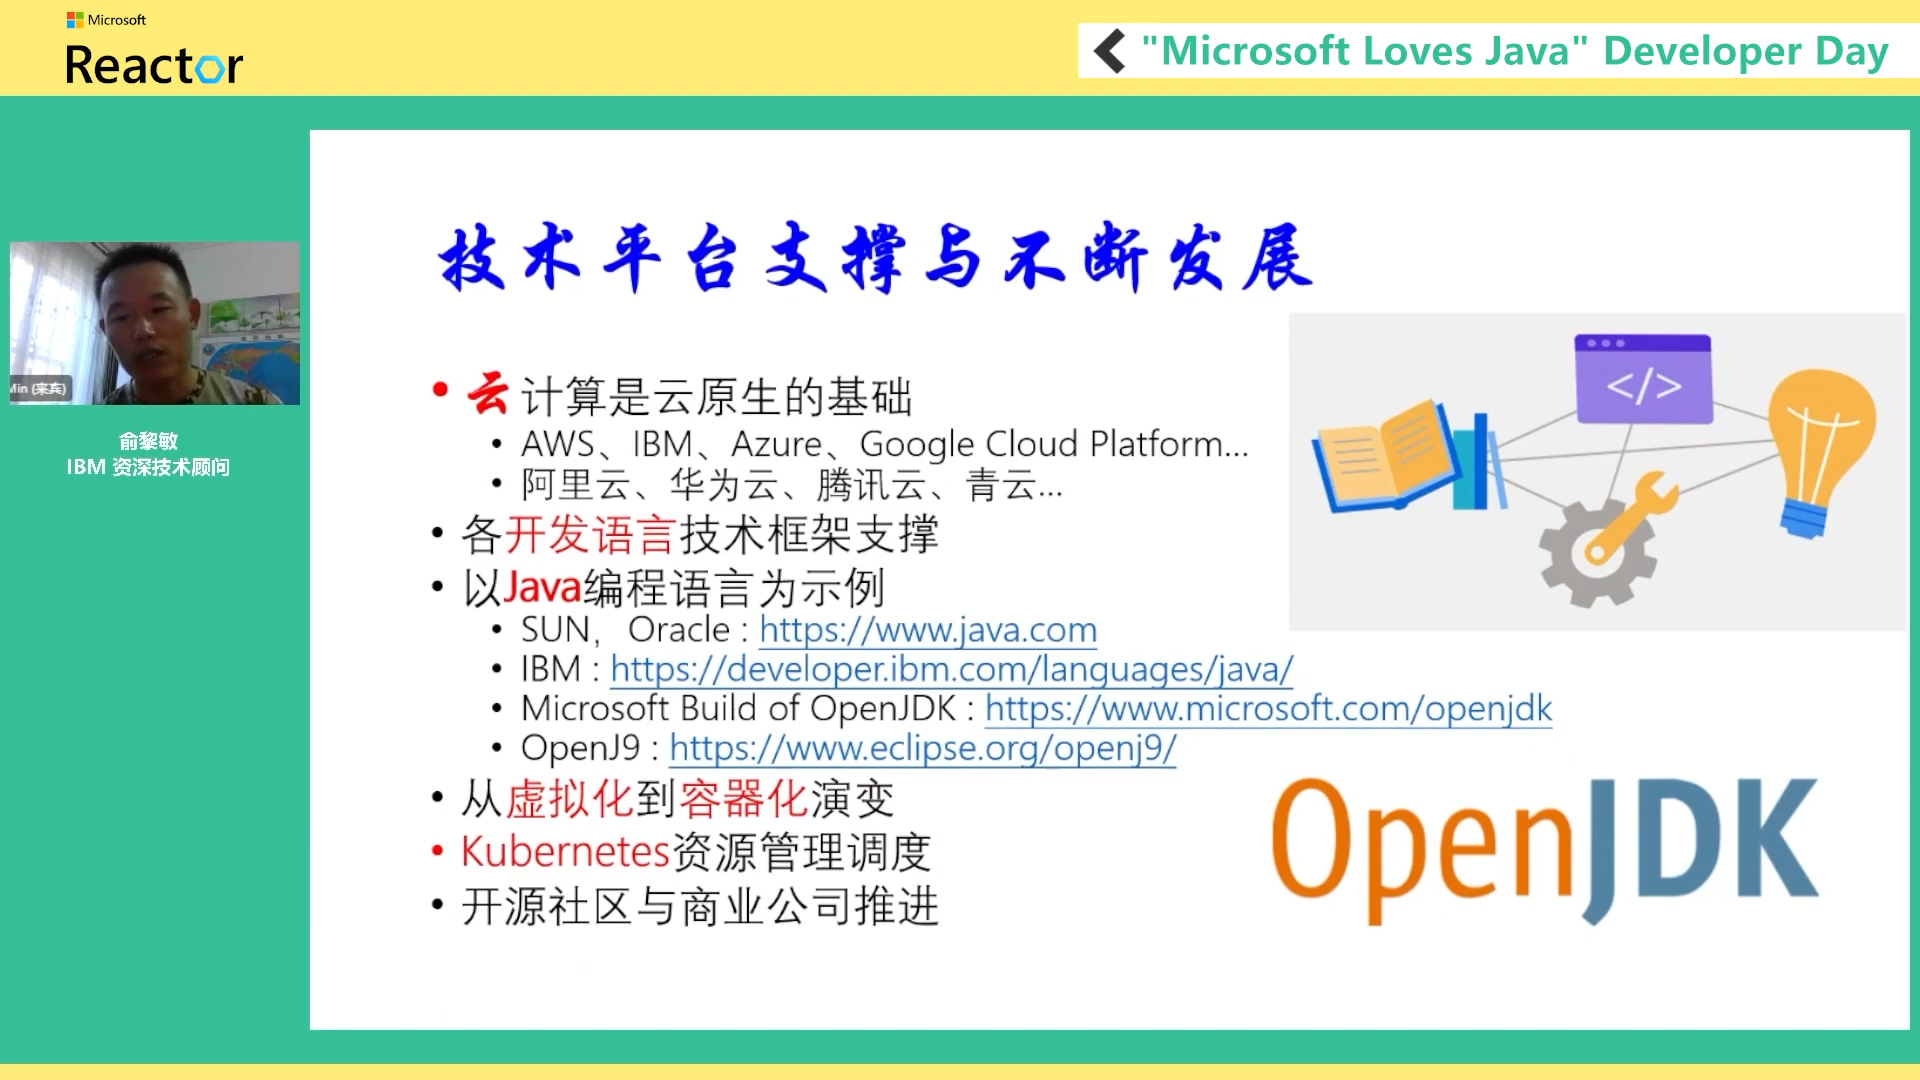 Microsoft
Reactor
"Microsoft Loves Java" Developer Day
Min (来宾)
俞黎敏
IBM 资深技术顾问
技术平台支撑与不断发展
• 云计算是云原生的基础
• AWS、IBM、Azure、Google Cloud Platform...
• 阿里云、华为云、腾讯云、青云...
• 各开发语言技术框架支撑
• 以Java编程语言为示例
• SUN，Oracle : https://www.java.com
• IBM : https://developer.ibm.com/languages/java/
• Microsoft Build of OpenJDK : https://www.microsoft.com/openjdk
• OpenJ9 : https://www.eclipse.org/openj9/
• 从虚拟化到容器化演变
• Kubernetes资源管理调度
• 开源社区与商业公司推进
</>
OpenJDK